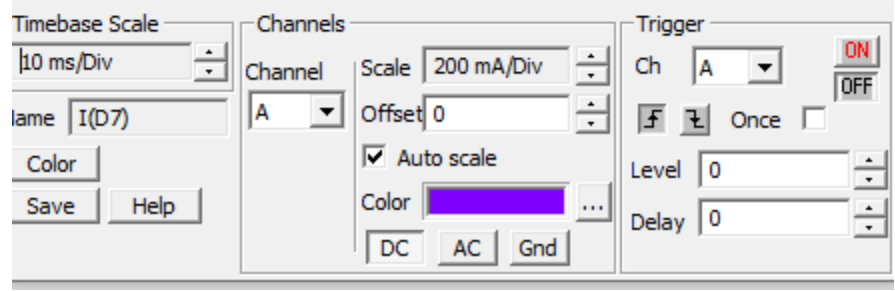 Timebase Scale
10 ms/Div
ame I(D7)
Color
Save Help
Channels
Channel
A
Scale 200 mA/Div
Offset 0
Auto scale
Color ...
DC AC Gnd
Trigger
Ch A
ON
OFF
Once
Level 0
Delay 0